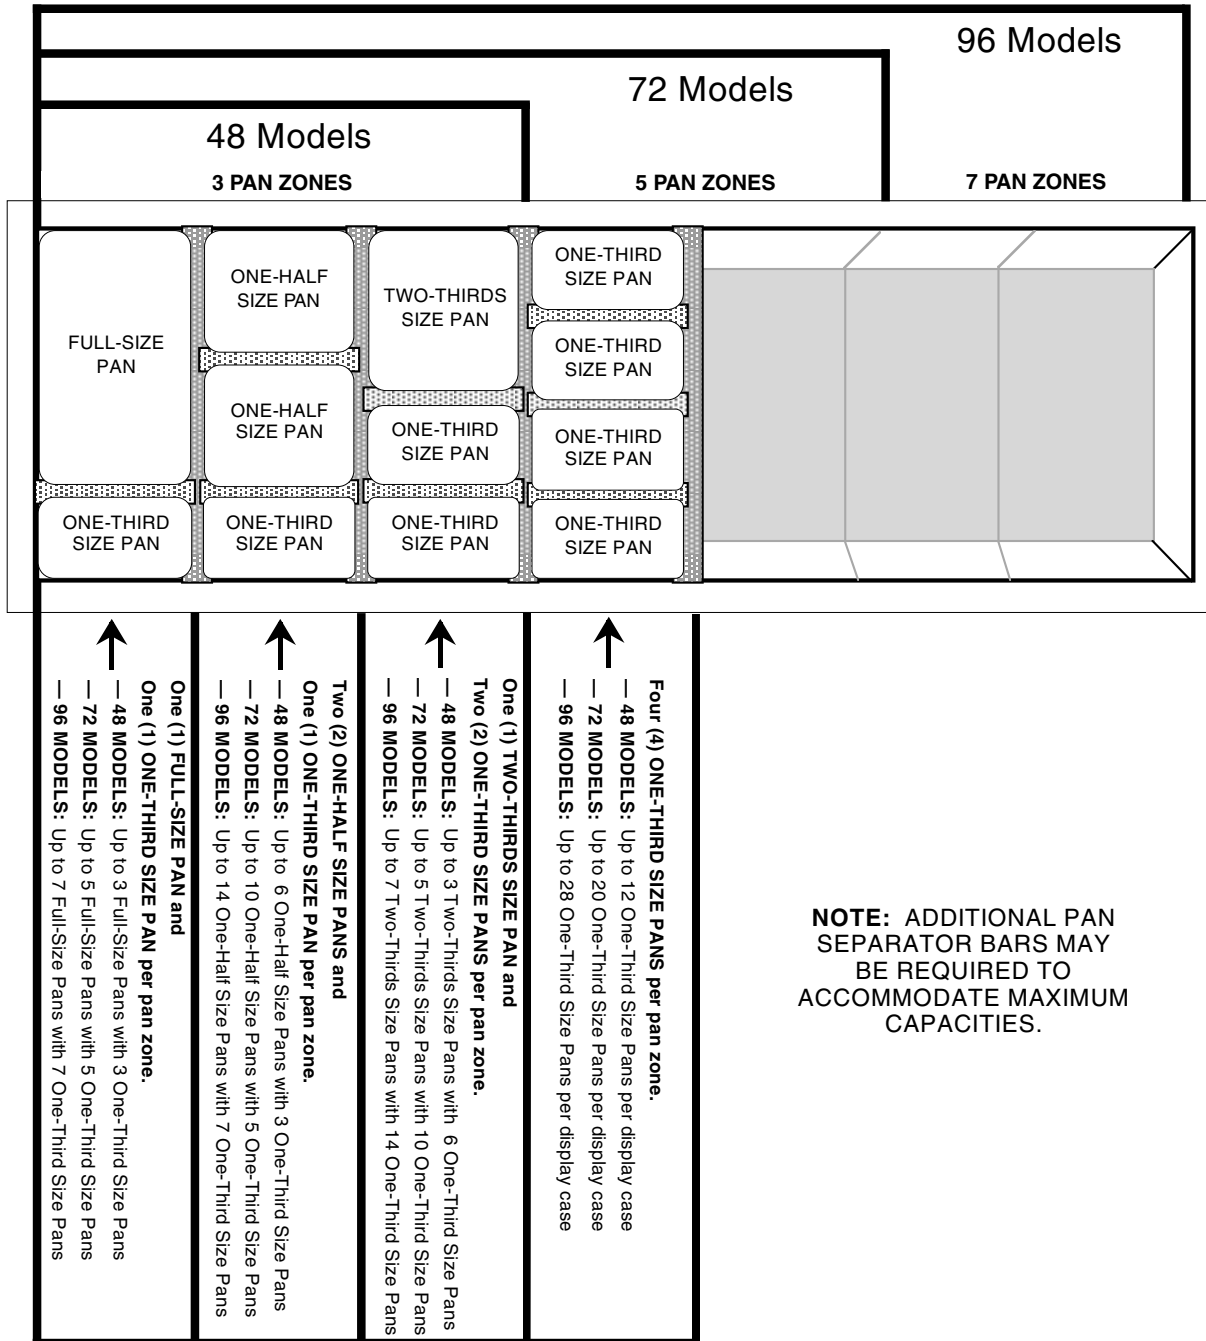 96 Models
72 Models
48 Models
3 PAN ZONES
5 PAN ZONES
7 PAN ZONES
FULL-SIZE
PAN
ONE-THIRD
SIZE PAN
ONE-HALF
SIZE PAN
ONE-HALF
SIZE PAN
ONE-THIRD
SIZE PAN
TWO-THIRDS
SIZE PAN
ONE-THIRD
SIZE PAN
ONE-THIRD
SIZE PAN
ONE-THIRD
SIZE PAN
ONE-THIRD
SIZE PAN
ONE-THIRD
SIZE PAN
ONE-THIRD
SIZE PAN
One (1) FULL-SIZE PAN and
One (1) ONE-THIRD SIZE PAN per pan zone.
— 48 MODELS: Up to 3 Full-Size Pans with 3 One-Third Size Pans
— 72 MODELS: Up to 5 Full-Size Pans with 5 One-Third Size Pans
— 96 MODELS: Up to 7 Full-Size Pans with 7 One-Third Size Pans
Two (2) ONE-HALF SIZE PANS and
One (1) ONE-THIRD SIZE PAN per pan zone.
— 48 MODELS: Up to 6 One-Half Size Pans with 3 One-Third Size Pans
— 72 MODELS: Up to 10 One-Half Size Pans with 5 One-Third Size Pans
— 96 MODELS: Up to 14 One-Half Size Pans with 7 One-Third Size Pans
One (1) TWO-THIRDS SIZE PAN and
Two (2) ONE-THIRD SIZE PANS per pan zone.
— 48 MODELS: Up to 3 Two-Thirds Size Pans with 6 One-Third Size Pans
— 72 MODELS: Up to 5 Two-Thirds Size Pans with 10 One-Third Size Pans
— 96 MODELS: Up to 7 Two-Thirds Size Pans with 14 One-Third Size Pans
Four (4) ONE-THIRD SIZE PANS per pan zone.
— 48 MODELS: Up to 12 One-Third Size Pans per display case
— 72 MODELS: Up to 20 One-Third Size Pans per display case
— 96 MODELS: Up to 28 One-Third Size Pans per display case
NOTE: ADDITIONAL PAN
SEPARATOR BARS MAY
BE REQUIRED TO
ACCOMMODATE MAXIMUM
CAPACITIES.